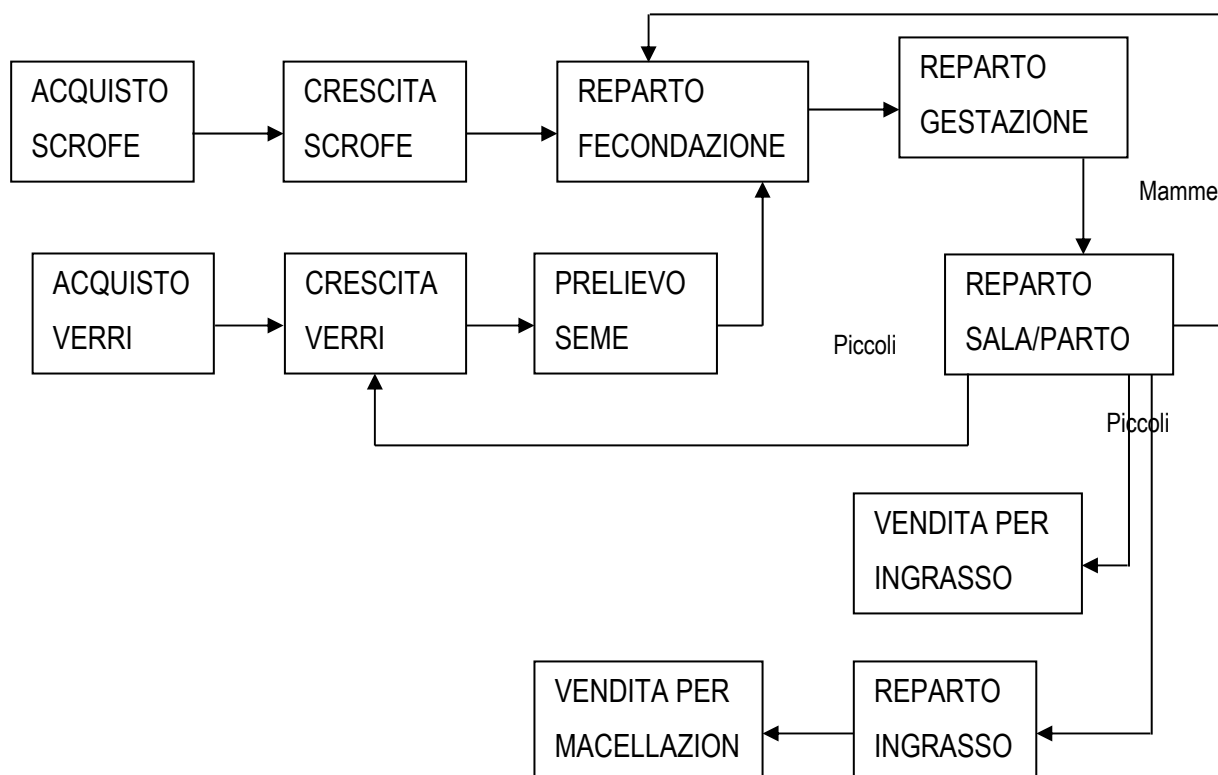 ACQUISTO
SCROFE
CRESCITA
SCROFE
REPARTO
FECONDAZIONE
REPARTO
GESTAZIONE
Mamme
ACQUISTO
VERRI
CRESCITA
VERRI
PRELIEVO
SEME
Piccoli
REPARTO
SALA/PARTO
Piccoli
VENDITA PER
INGRASSO
VENDITA PER
MACELLAZION
REPARTO
INGRASSO